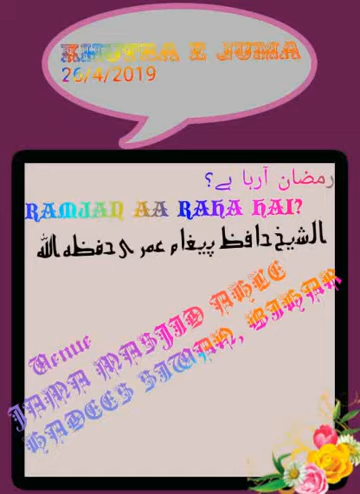 KHUTBA E JUMA
26/4/2019
رمضان آرہا ہے؟
RAMJAN AA RAHA HAI?
الشیخ حافظ پیغام عمری حفظہ اللہ
Venue
JAMA MASJID AHLE
HADEES SIWAN, BIHAR